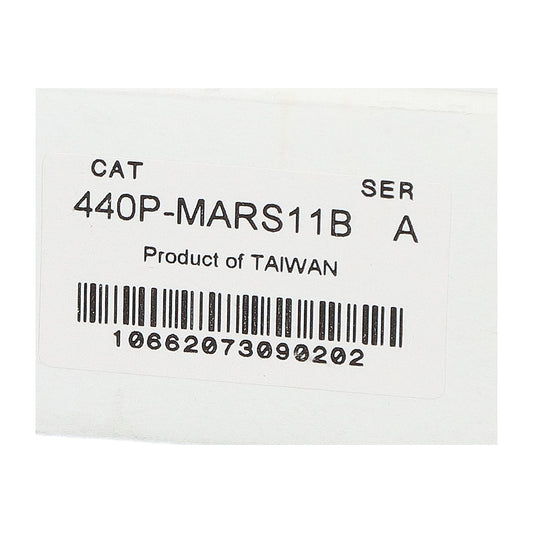 CAT SER
440P-MARS11B A
Product of TAIWAN
10662073090202